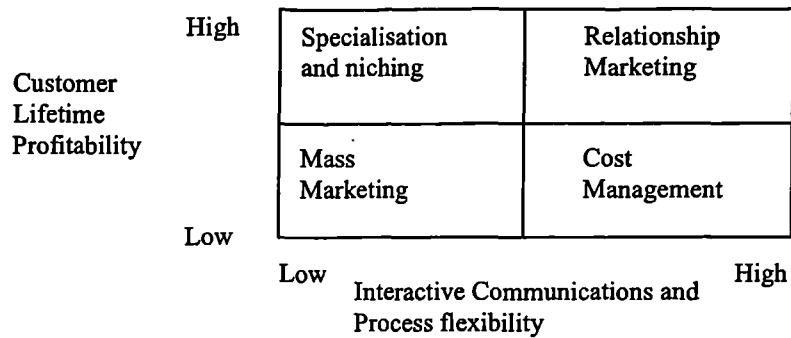 High
Specialisation
and niching
Relationship
Marketing
Customer
Lifetime
Profitability
Mass
Marketing
Cost
Management
Low
Low
High
Interactive Communications and
Process flexibility